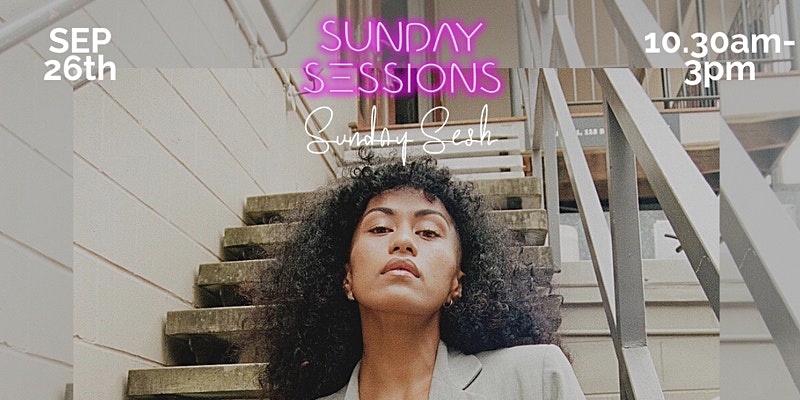 SEP
26th
SUNDAY
SESSIONS
Sunday Sesh
10.30am-
3pm